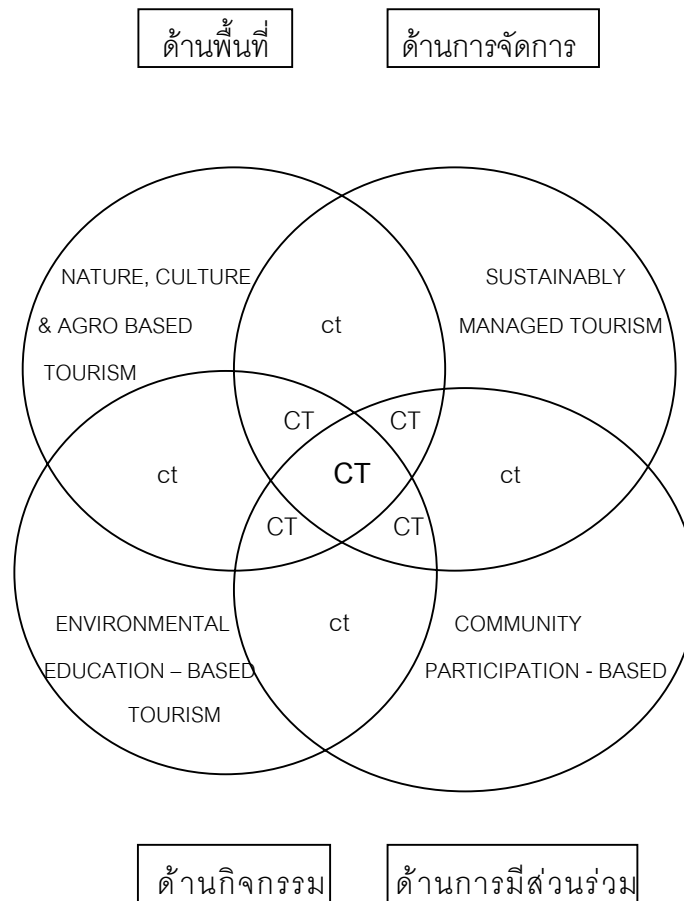 ด้านพื้นที่
ด้านการจัดการ
NATURE, CULTURE
& AGRO BASED
TOURISM
ct
SUSTAINABLY
MANAGED TOURISM
CT
CT
ct
CT
ct
CT
CT
ENVIRONMENTAL
EDUCATION – BASED
TOURISM
ct
COMMUNITY
PARTICIPATION - BASED
ด้านกิจกรรม
ด้านการมีส่วนร่วม